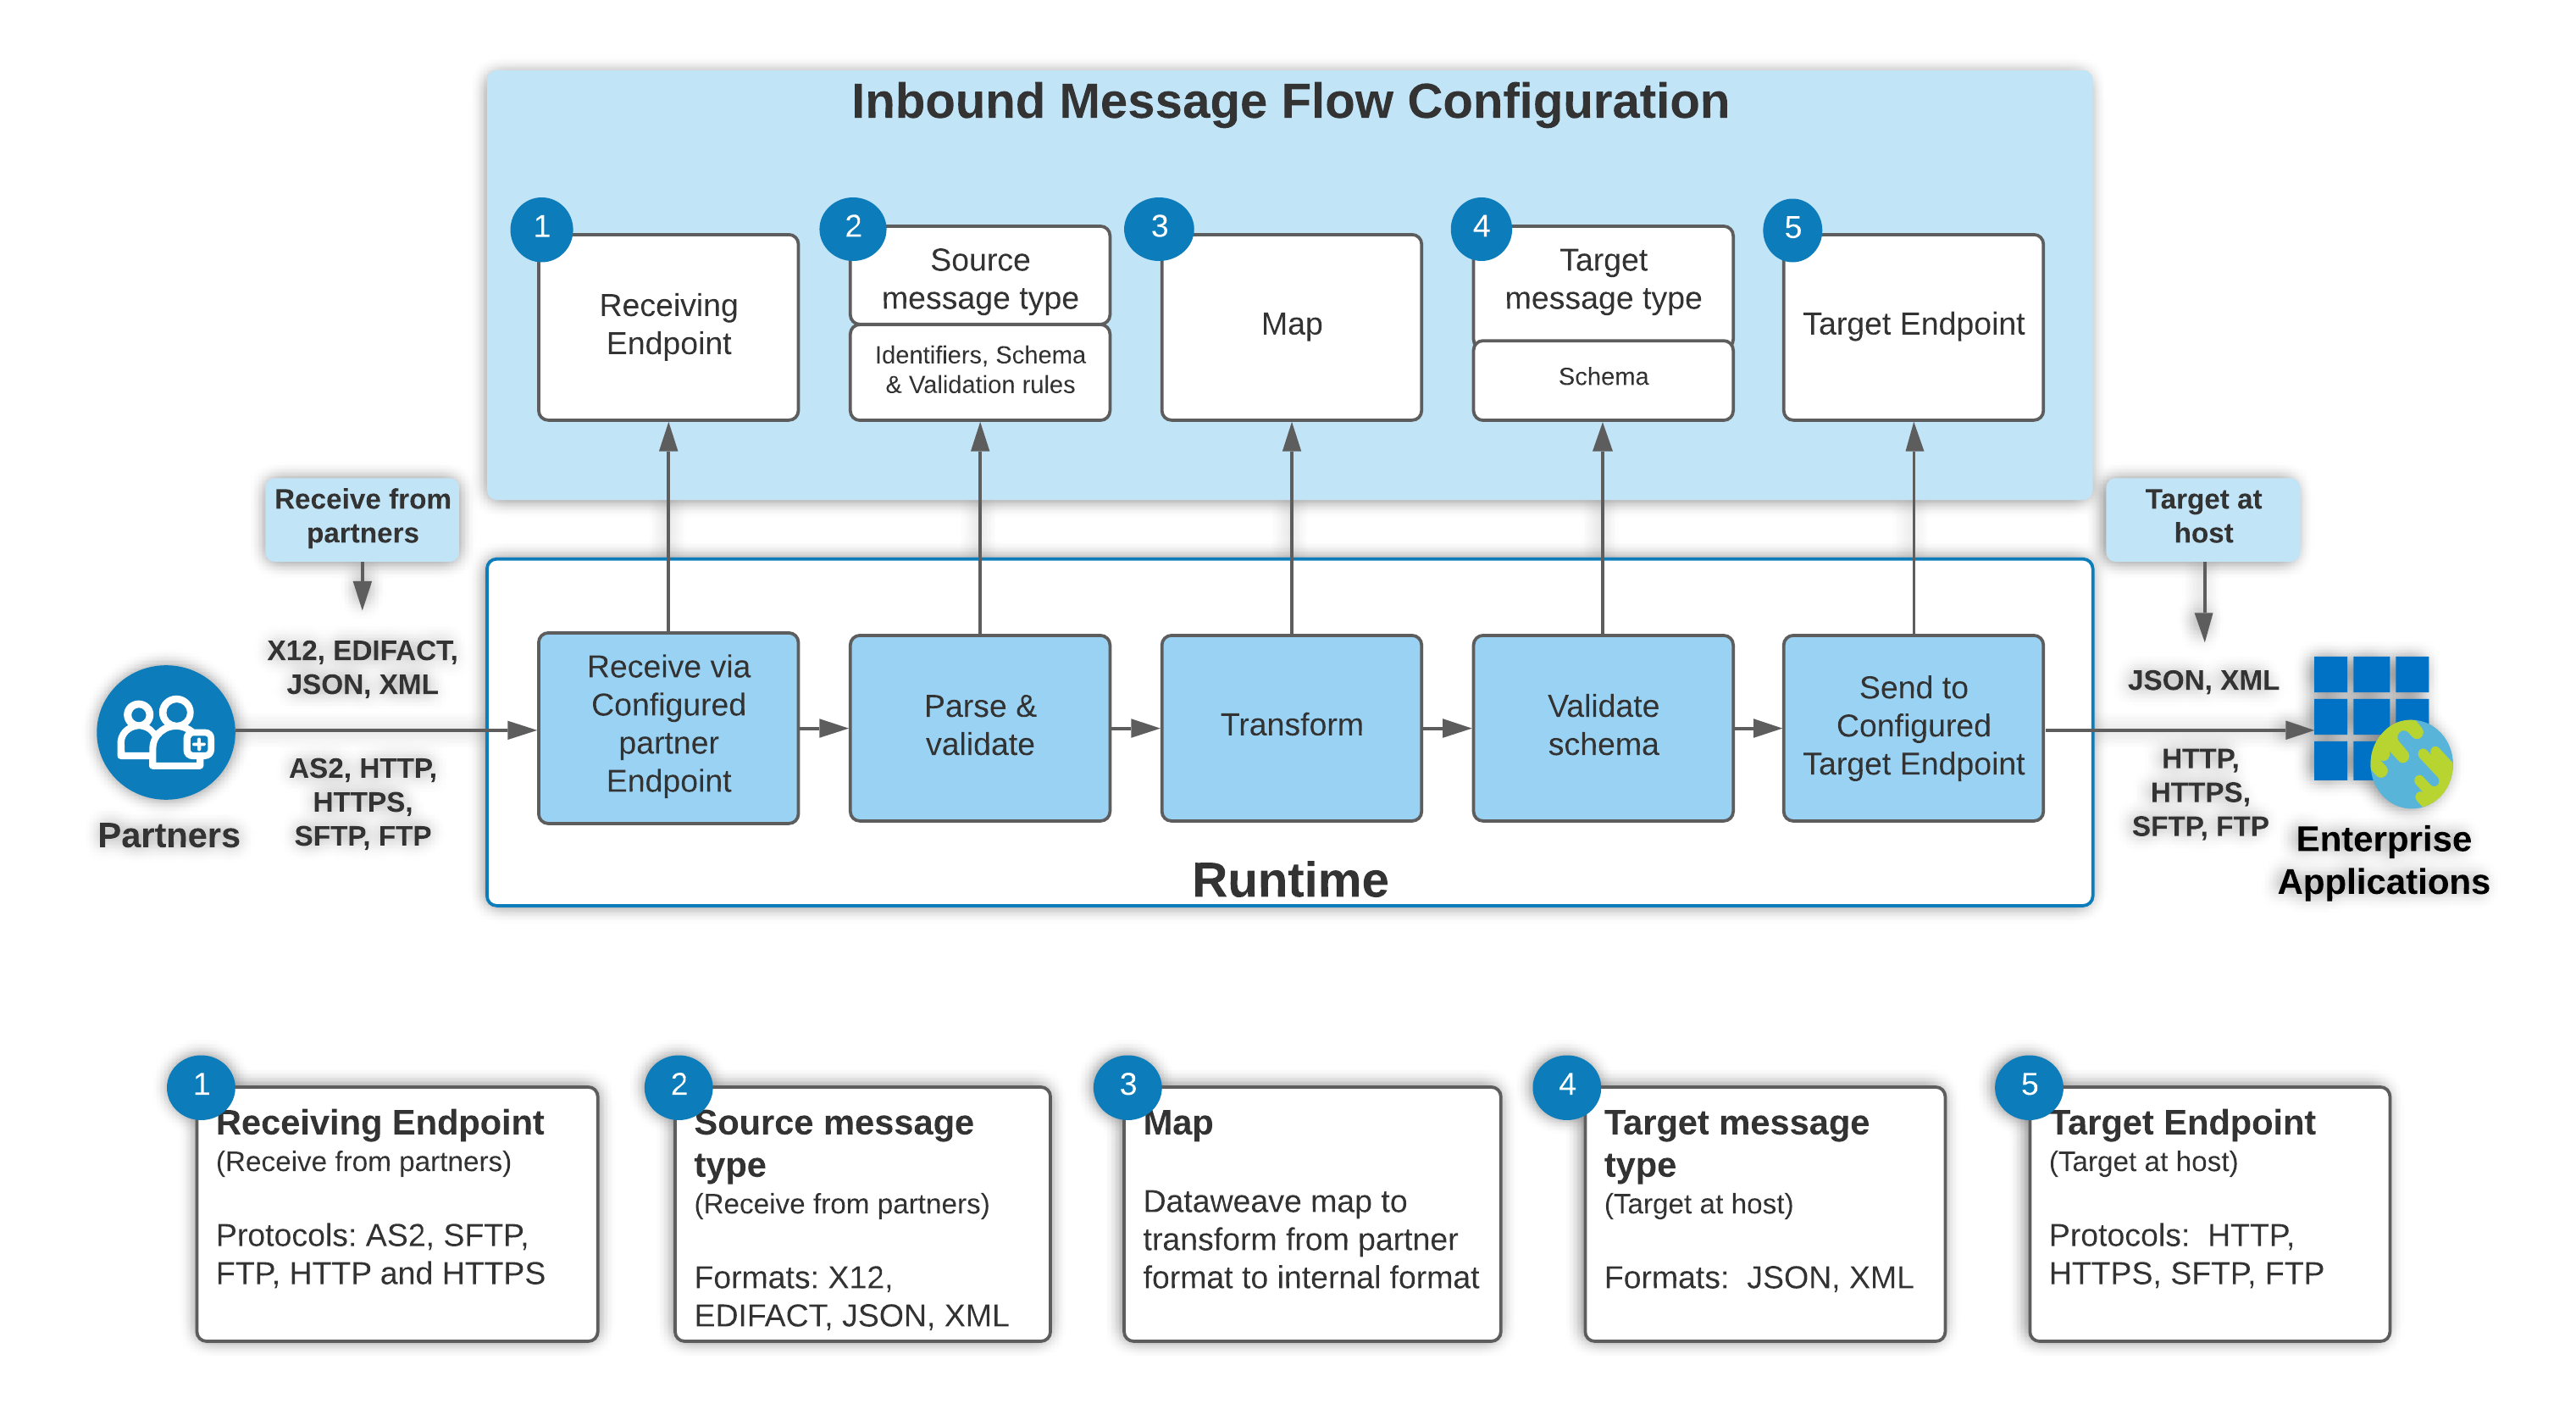 Inbound Message Flow Configuration
1
Receiving
Endpoint
2
Source
message type
Identifiers, Schema
& Validation rules
3
Map
4
Target
message type
Schema
5
Target Endpoint
Receive from
partners
X12, EDIFACT,
JSON, XML
AS2, HTTP,
HTTPS,
SFTP, FTP
Partners
Receive via
Configured
partner
Endpoint
Parse &
validate
Transform
Validate
schema
Send to
Configured
Target Endpoint
Runtime
Target at
host
JSON, XML
HTTP,
HTTPS,
SFTP, FTP
Enterprise
Applications
1
Receiving Endpoint
(Receive from partners)
Protocols: AS2, SFTP,
FTP, HTTP and HTTPS
2
Source message
type
(Receive from partners)
Formats: X12,
EDIFACT, JSON, XML
3
Map
Dataweave map to
transform from partner
format to internal format
4
Target message
type
(Target at host)
Formats:  JSON, XML
5
Target Endpoint
(Target at host)
Protocols:  HTTP,
HTTPS, SFTP, FTP